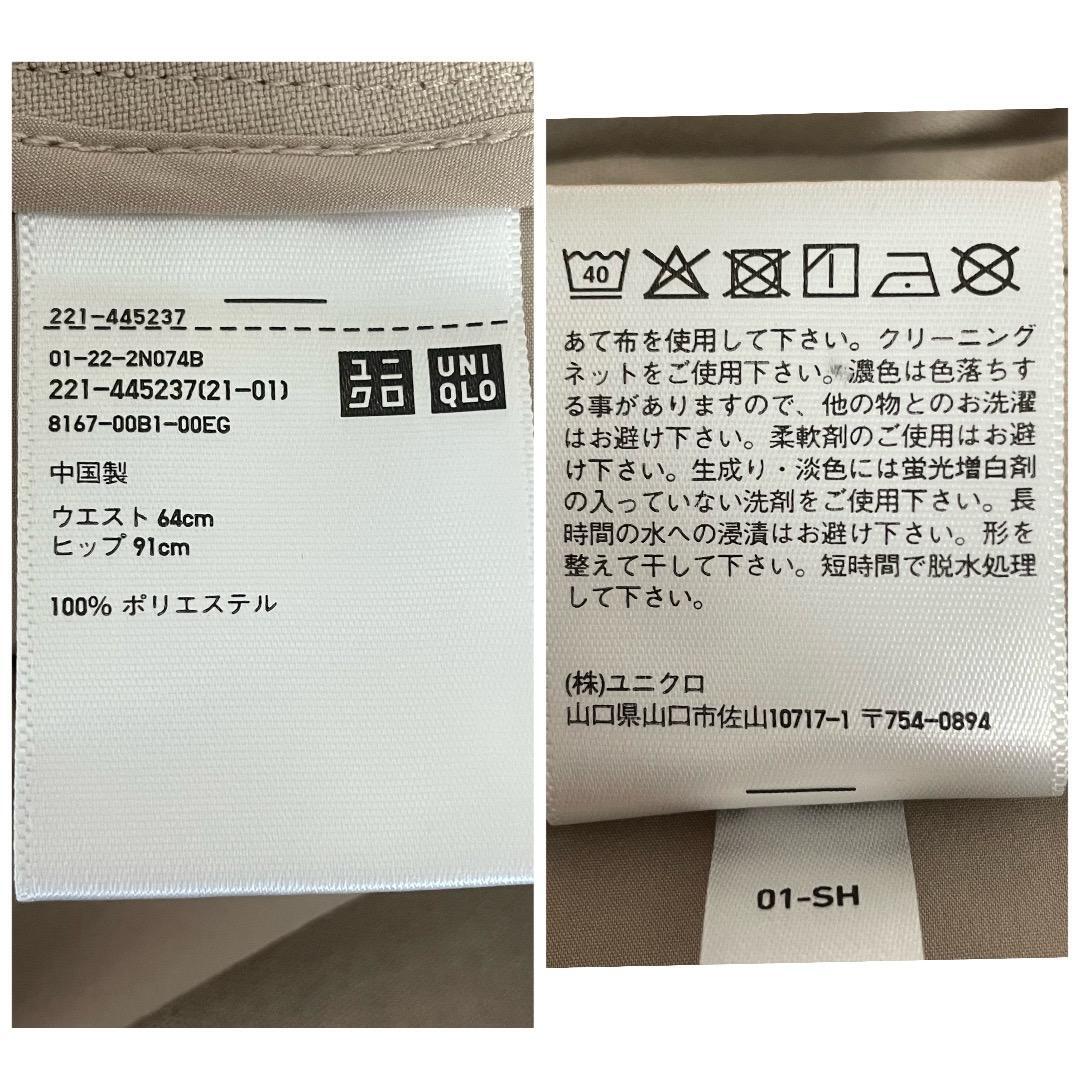 221-445237
01-22-2N074B
221-445237(21-01)
8167-00B1-00EG
ユニ
クロ
UNI
QLO
中国製
ウエスト 64cm
ヒップ 91cm
100% ポリエステル
40
あて布を使用して下さい。クリーニング
ネットをご使用下さい。濃色は色落ちす
る事がありますので、他の物とのお洗濯
はお避け下さい。柔軟剤のご使用はお避
け下さい。生成り・淡色には蛍光増白剤
の入っていない洗剤をご使用下さい。長
時間の水への浸漬はお避け下さい。形を
整えて干して下さい。短時間で脱水処理
して下さい。
(株)ユニクロ
山口県山口市佐山10717-1 〒754-0894
01-SH